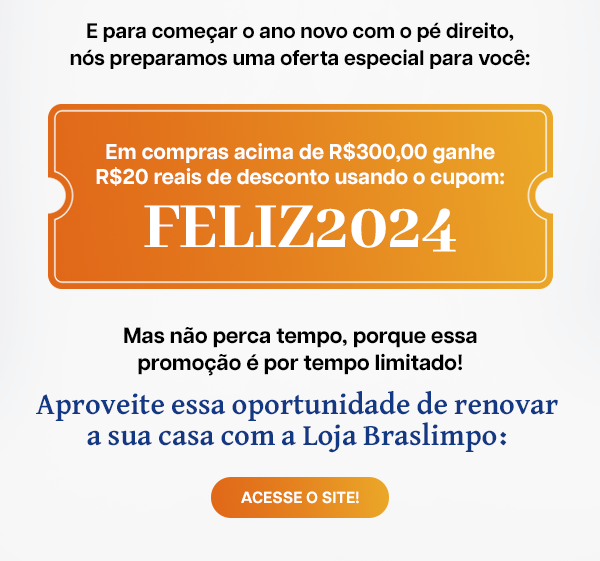 E para começar o ano novo com o pé direito,
nós preparamos uma oferta especial para você:
Em compras acima de R$300,00 ganhe
R$20 reais de desconto usando o cupom:
FELIZ2024
Mas não perca tempo, porque essa
promoção é por tempo limitado!
Aproveite essa oportunidade de renovar
a sua casa com a Loja Braslimpo:
ACESSE O SITE!